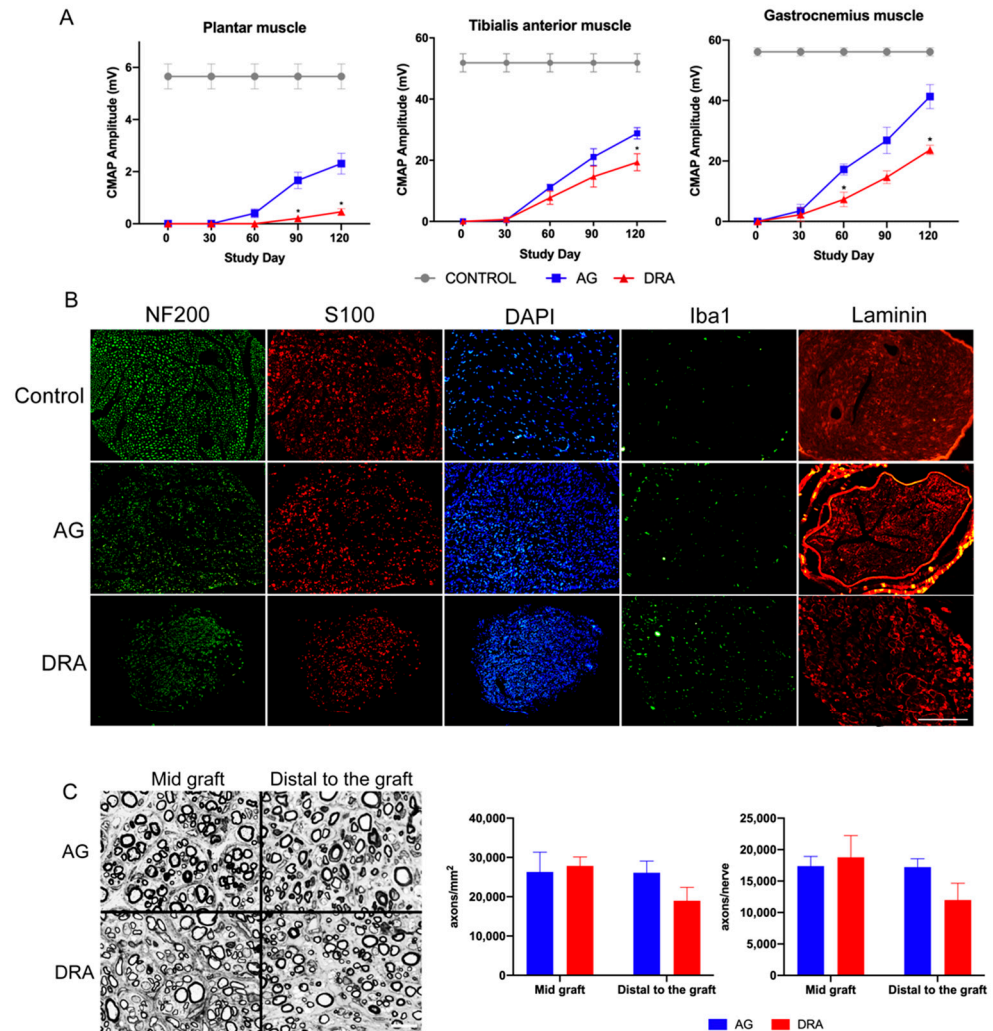 A
Plantar muscle
CMAP Amplitude (mV)
6
4
2
0
0 30 60 90 120
* *
Study Day
Tibialis anterior muscle
CMAP Amplitude (mV)
60
40
20
0
0 30 60 90 120
*
Study Day
Gastrocnemius muscle
CMAP Amplitude (mV)
60
40
20
0
0 30 60 90 120
* *
Study Day
CONTROL AG DRA
B
NF200 S100 DAPI Iba1 Laminin
Control
AG
DRA
C
Mid graft Distal to the graft
AG
DRA
axons/mm²
40,000
30,000
20,000
10,000
0
Mid graft Distal to the graft
axons/nerve
25,000
20,000
15,000
10,000
5,000
0
Mid graft Distal to the graft
AG DRA